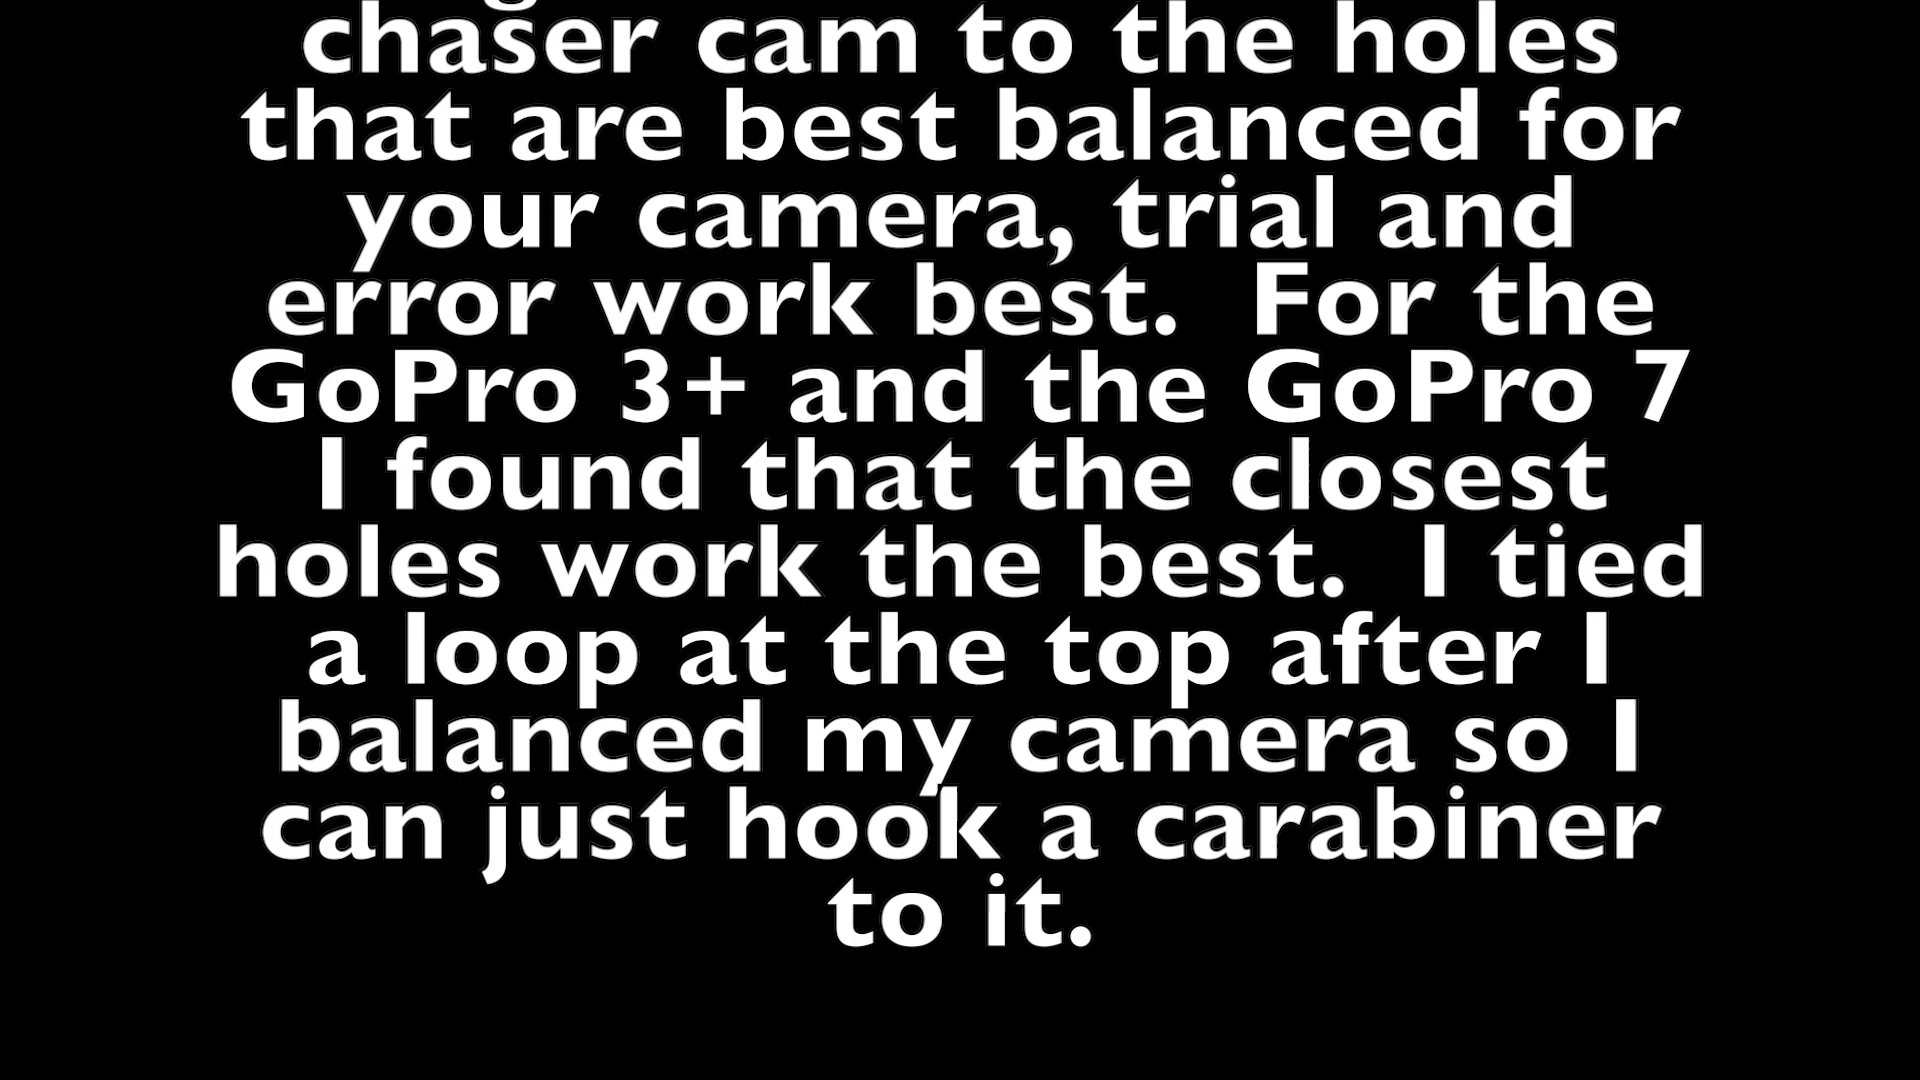 chaser cam to the holes
that are best balanced for
your camera, trial and
error work best.  For the
GoPro 3+ and the GoPro 7
I found that the closest
holes work the best.  I tied
a loop at the top after I
balanced my camera so I
can just hook a carabiner
to it.